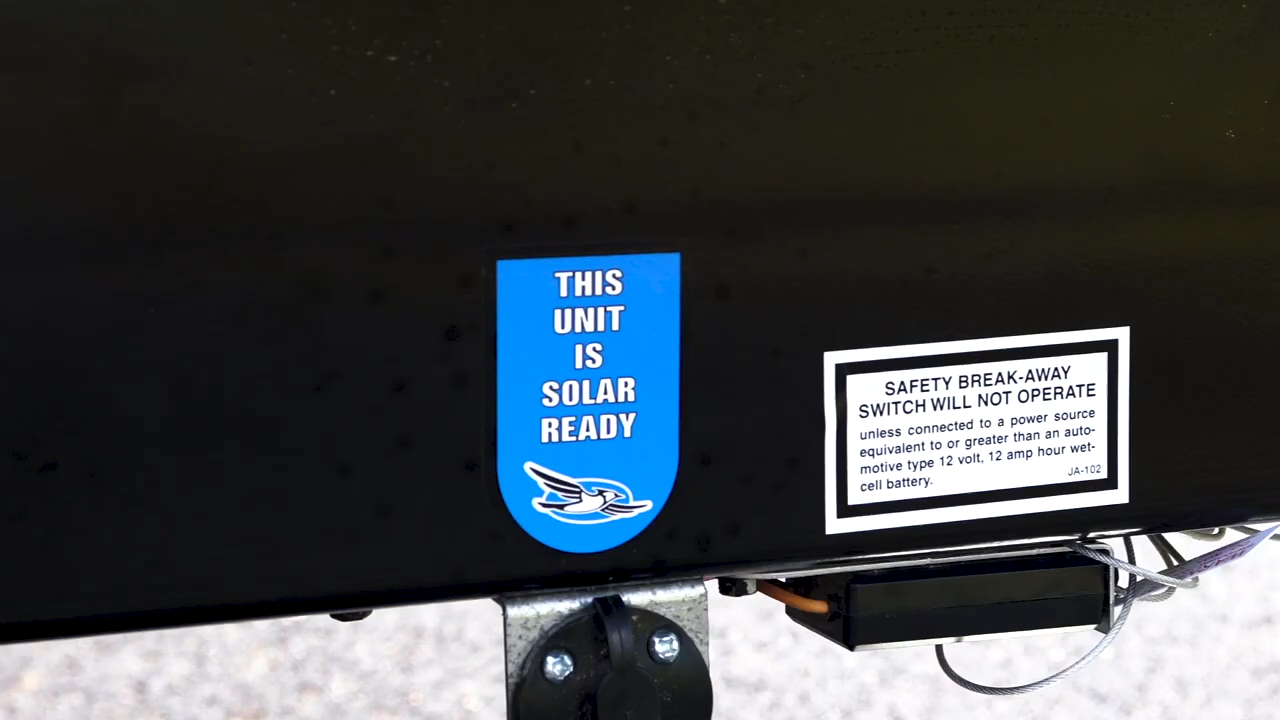 THIS
UNIT
IS
SOLAR
READY
SAFETY BREAK-AWAY
SWITCH WILL NOT OPERATE
unless connected to a power source
equivalent to or greater than an auto-
motive type 12 volt, 12 amp hour wet-
cell battery.
JA-102